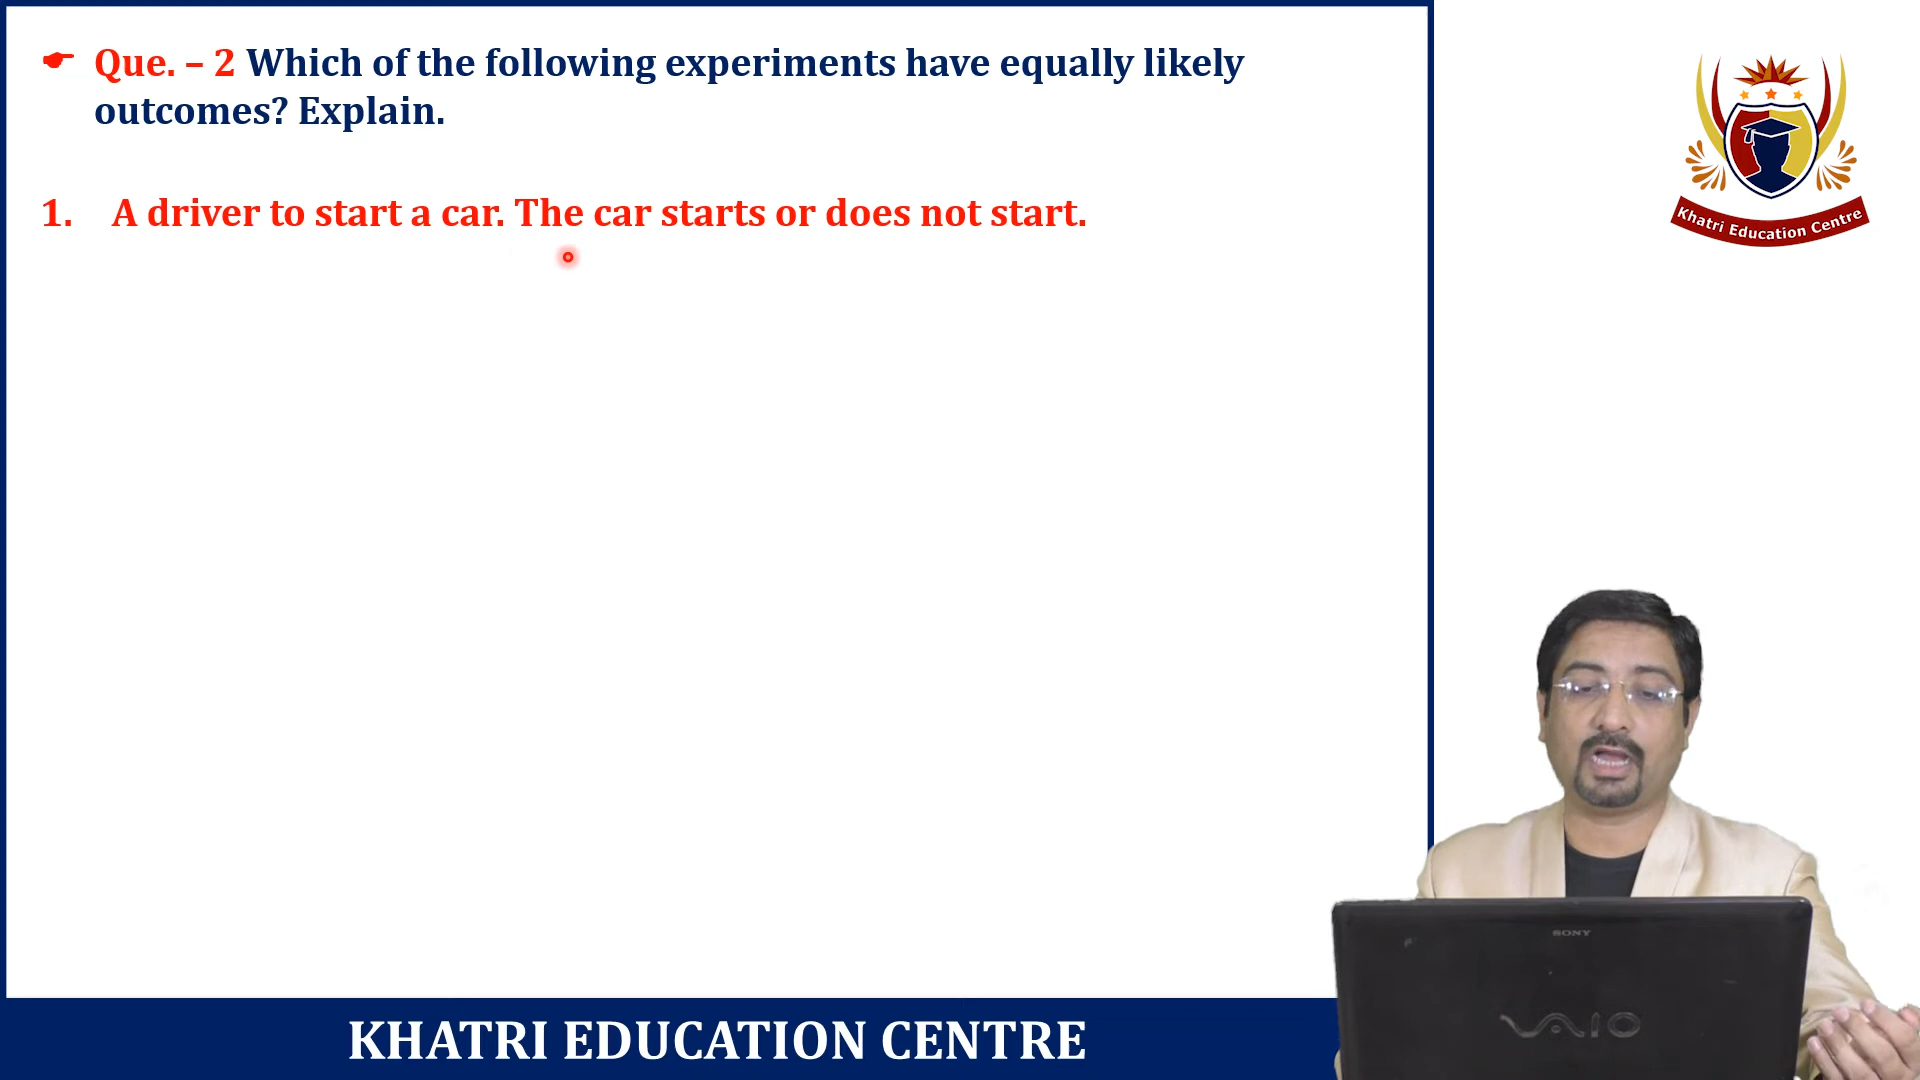 Que. – 2 Which of the following experiments have equally likely
outcomes? Explain.
1. A driver to start a car. The car starts or does not start.
Khatri Education Centre
SONY
VAIO
KHATRI EDUCATION CENTRE